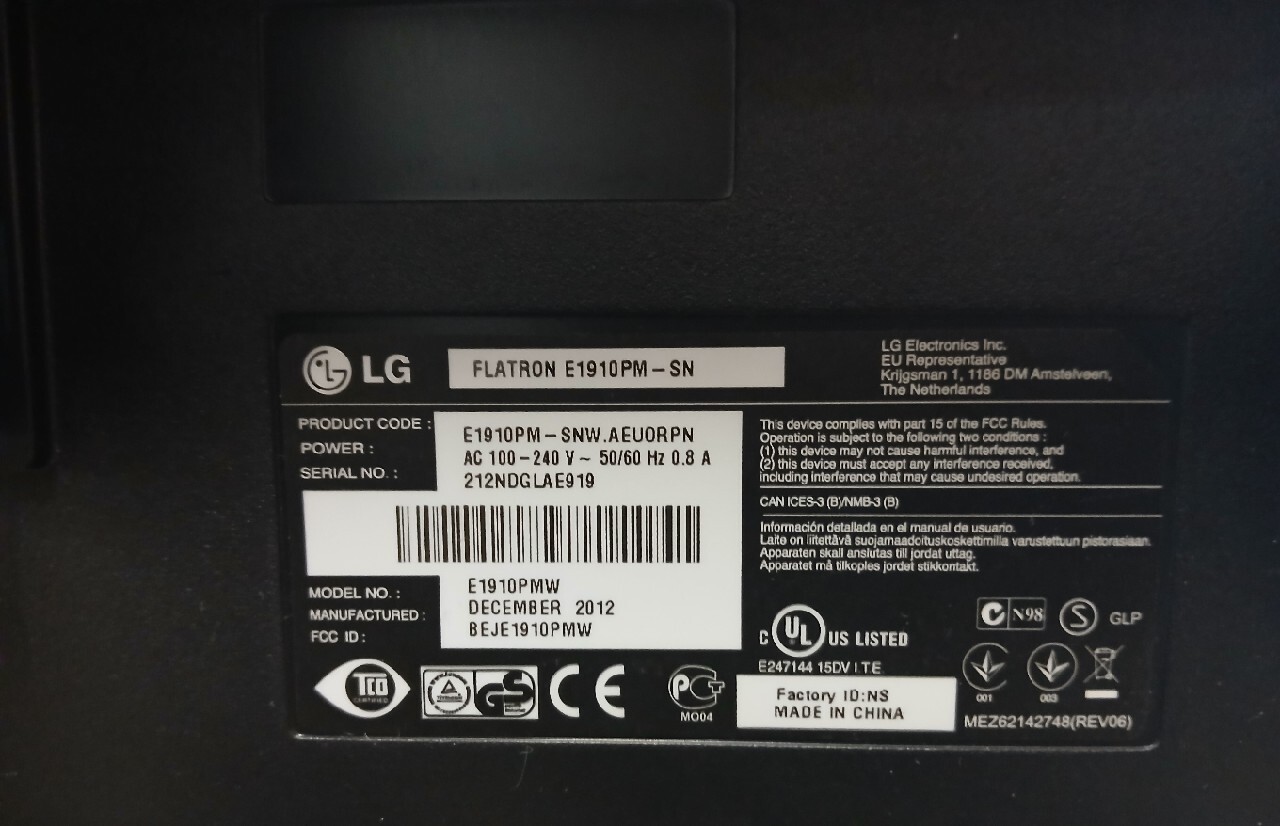 LG
FLATRON E1910PM-SN
LG Electronics Inc.
EU Representative
Krijgsman 1, 1186 DM Amstelveen,
The Netherlands
PRODUCT CODE : E1910PM-SNW.AEUORPN
POWER : AC 100-240 V ~ 50/60 Hz 0.8 A
SERIAL NO. : 212NDGLAE919
MODEL NO. : E1910PMW
MANUFACTURED : DECEMBER 2012
FCC ID : BEJE1910PMW
This device complies with part 15 of the FCC Rules.
Operation is subject to the following two conditions :
(1) this device may not cause harmful interference, and
(2) this device must accept any interference received,
including interference that may cause undesired operation.
CAN ICES-3 (B)/NMB-3 (B)
Información detallada en el manual de usuario.
Laite on liitettävä suojamaadoituskoskettimilla varustettuun pistorasiaan.
Apparaten skall anslutas till jordat uttag.
Apparatet må tilkoples jordet stikkontakt.
TCO
CERTIFIED
GS
CE
PG
MO04
C UL US LISTED
E247144 15DV I.T.E
Factory ID:NS
MADE IN CHINA
N98
S
GLP
001
003
MEZ62142748(REV06)